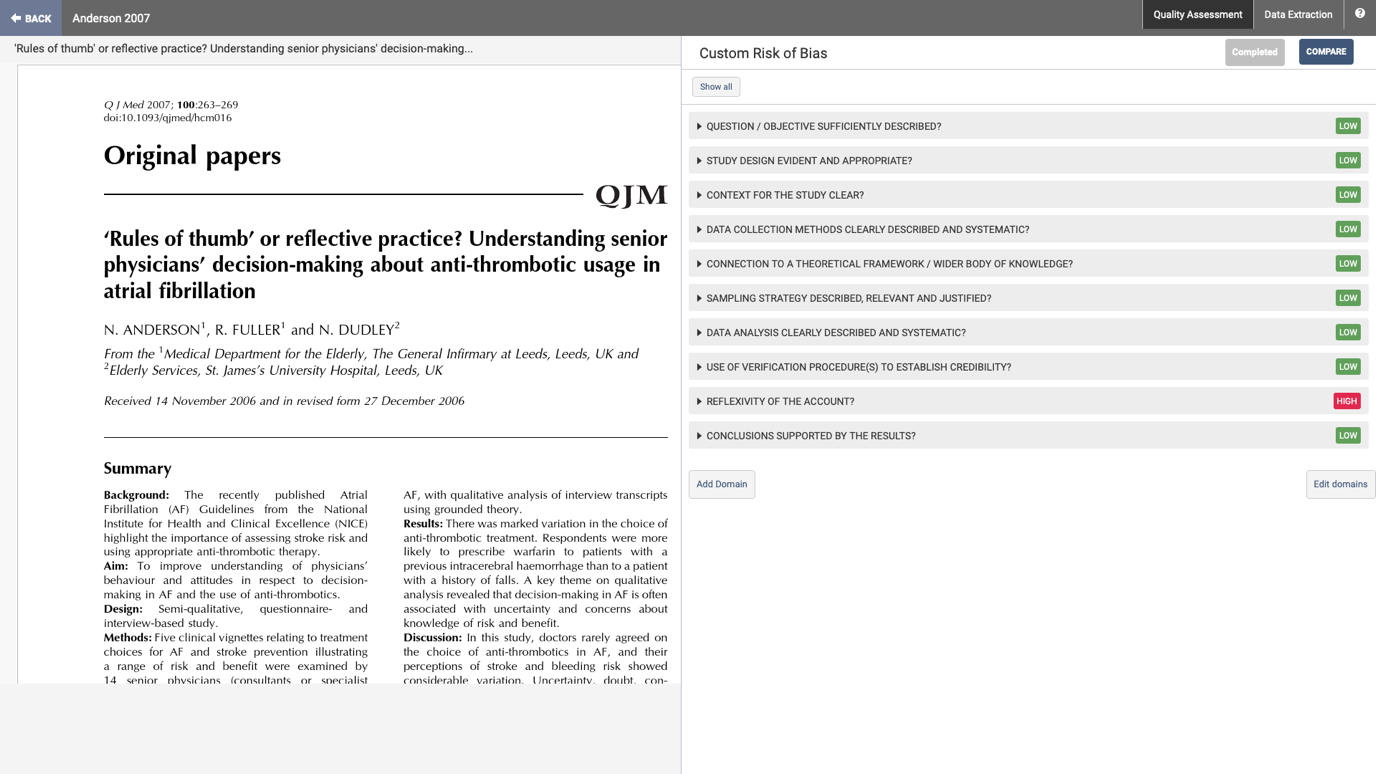 BACK
Anderson 2007
Quality Assessment
Data Extraction
?
'Rules of thumb' or reflective practice? Understanding senior physicians' decision-making...
Q J Med 2007; 100:263–269
doi:10.1093/qjmed/hcm016
Original papers
QJM
‘Rules of thumb’ or reflective practice? Understanding senior
physicians’ decision-making about anti-thrombotic usage in
atrial fibrillation
N. ANDERSON1, R. FULLER1 and N. DUDLEY2
From the 1Medical Department for the Elderly, The General Infirmary at Leeds, Leeds, UK and
2Elderly Services, St. James’s University Hospital, Leeds, UK
Received 14 November 2006 and in revised form 27 December 2006
Summary
Background: The recently published Atrial
Fibrillation (AF) Guidelines from the National
Institute for Health and Clinical Excellence (NICE)
highlight the importance of assessing stroke risk and
using appropriate anti-thrombotic therapy.
Aim: To improve understanding of physicians’
behaviour and attitudes in respect to decision-
making in AF and the use of anti-thrombotics.
Design: Semi-qualitative, questionnaire- and
interview-based study.
Methods: Five clinical vignettes relating to treatment
choices for AF and stroke prevention illustrating
a range of risk and benefit were examined by
14 senior physicians (consultants or specialist
AF, with qualitative analysis of interview transcripts
using grounded theory.
Results: There was marked variation in the choice of
anti-thrombotic treatment. Respondents were more
likely to prescribe warfarin to patients with a
previous intracerebral haemorrhage than to a patient
with a history of falls. A key theme on qualitative
analysis revealed that decision-making in AF is often
associated with uncertainty and concerns about
knowledge of risk and benefit.
Discussion: In this study, doctors rarely agreed on
the choice of anti-thrombotics in AF, and their
perceptions of stroke and bleeding risk showed
considerable variation. Uncertainty, doubt, con-
Custom Risk of Bias
Completed
COMPARE
Show all
QUESTION / OBJECTIVE SUFFICIENTLY DESCRIBED? LOW
STUDY DESIGN EVIDENT AND APPROPRIATE? LOW
CONTEXT FOR THE STUDY CLEAR? LOW
DATA COLLECTION METHODS CLEARLY DESCRIBED AND SYSTEMATIC? LOW
CONNECTION TO A THEORETICAL FRAMEWORK / WIDER BODY OF KNOWLEDGE? LOW
SAMPLING STRATEGY DESCRIBED, RELEVANT AND JUSTIFIED? LOW
DATA ANALYSIS CLEARLY DESCRIBED AND SYSTEMATIC? LOW
USE OF VERIFICATION PROCEDURE(S) TO ESTABLISH CREDIBILITY? LOW
REFLEXIVITY OF THE ACCOUNT? HIGH
CONCLUSIONS SUPPORTED BY THE RESULTS? LOW
Add Domain
Edit domains